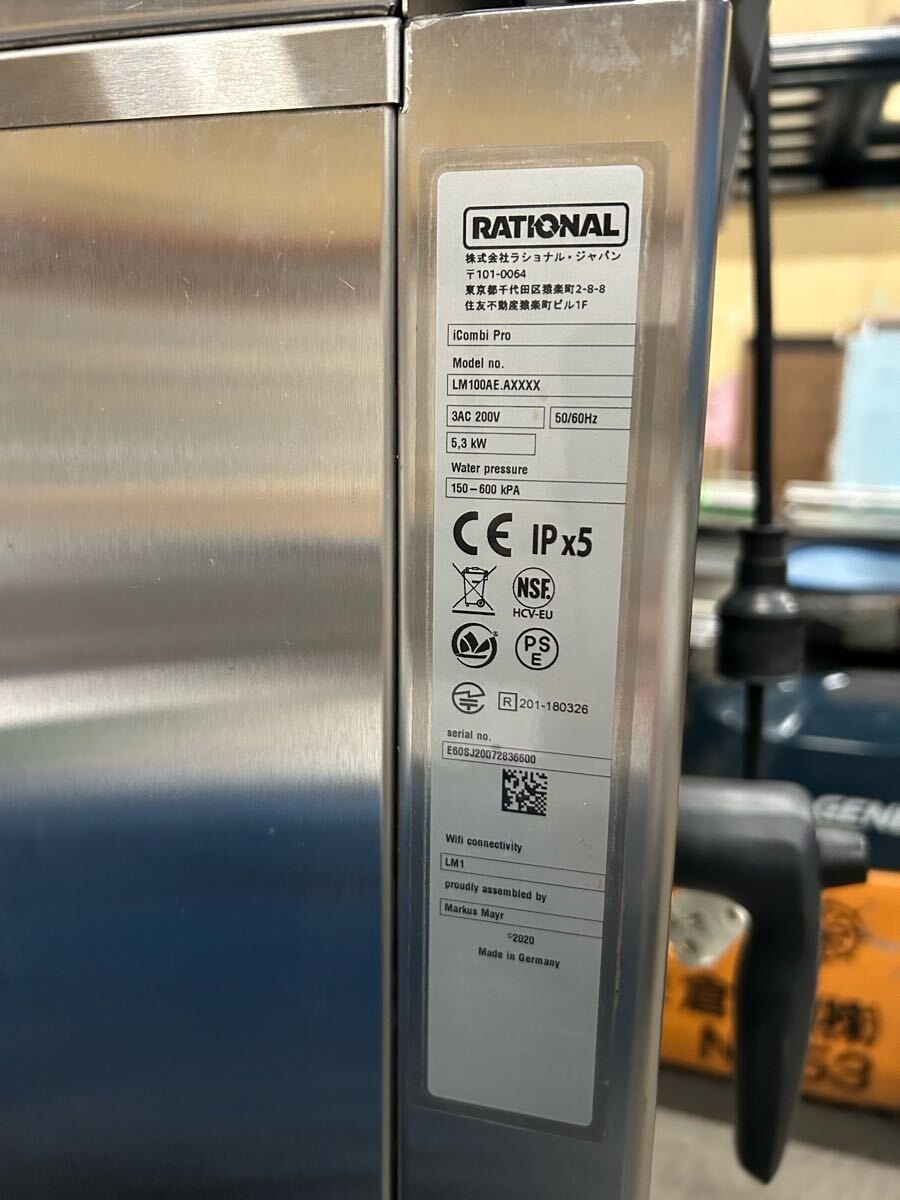 RATIONAL
株式会社ラショナル・ジャパン
〒101-0064
東京都千代田区猿楽町2-8-8
住友不動産猿楽町ビル1F
iCombi Pro
Model no.
LM100AE.AXXXX
3AC 200V 50/60Hz
5,3 kW
Water pressure
150–600 kPA
CE IPx5
NSF.
HCV-EU
PS
E
R 201-180326
serial no.
E60SJ20072836600
Wifi connectivity
LM1
proudly assembled by
Markus Mayr
©2020
Made in Germany
GENE
倉 (株)